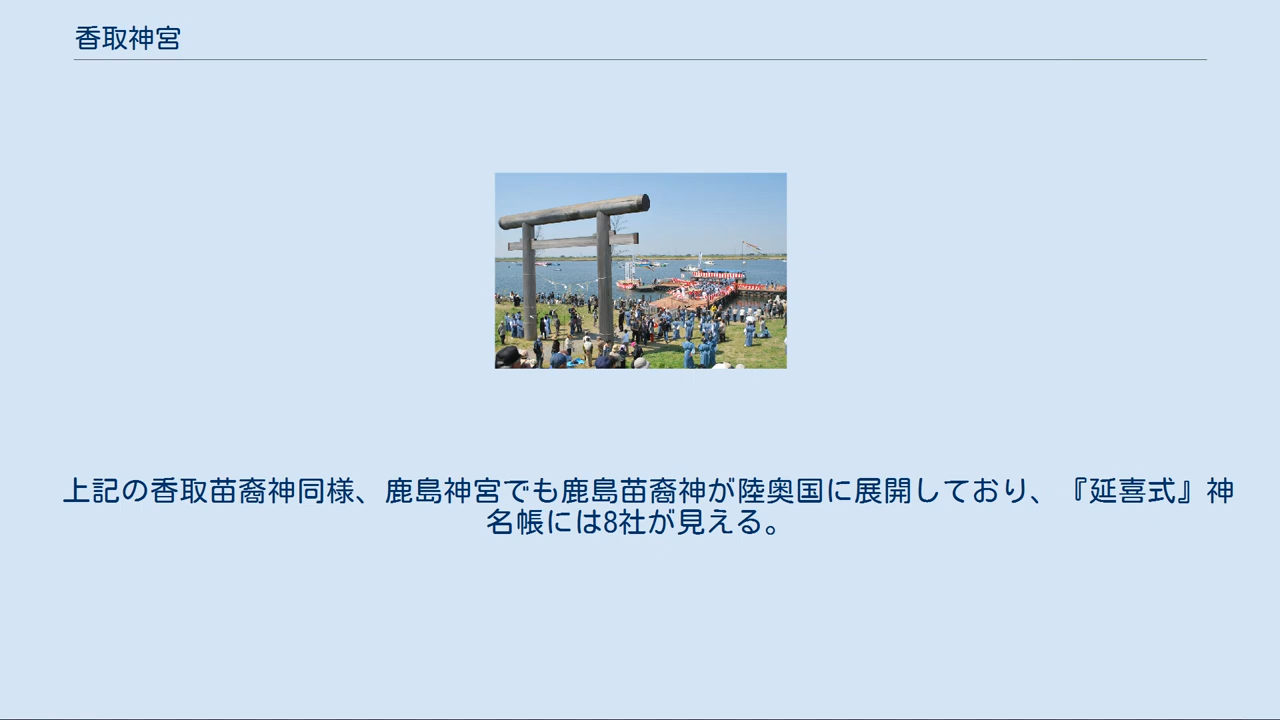 香取神宮
上記の香取苗裔神同様、鹿島神宮でも鹿島苗裔神が陸奥国に展開しており、『延喜式』神
名帳には8社が見える。